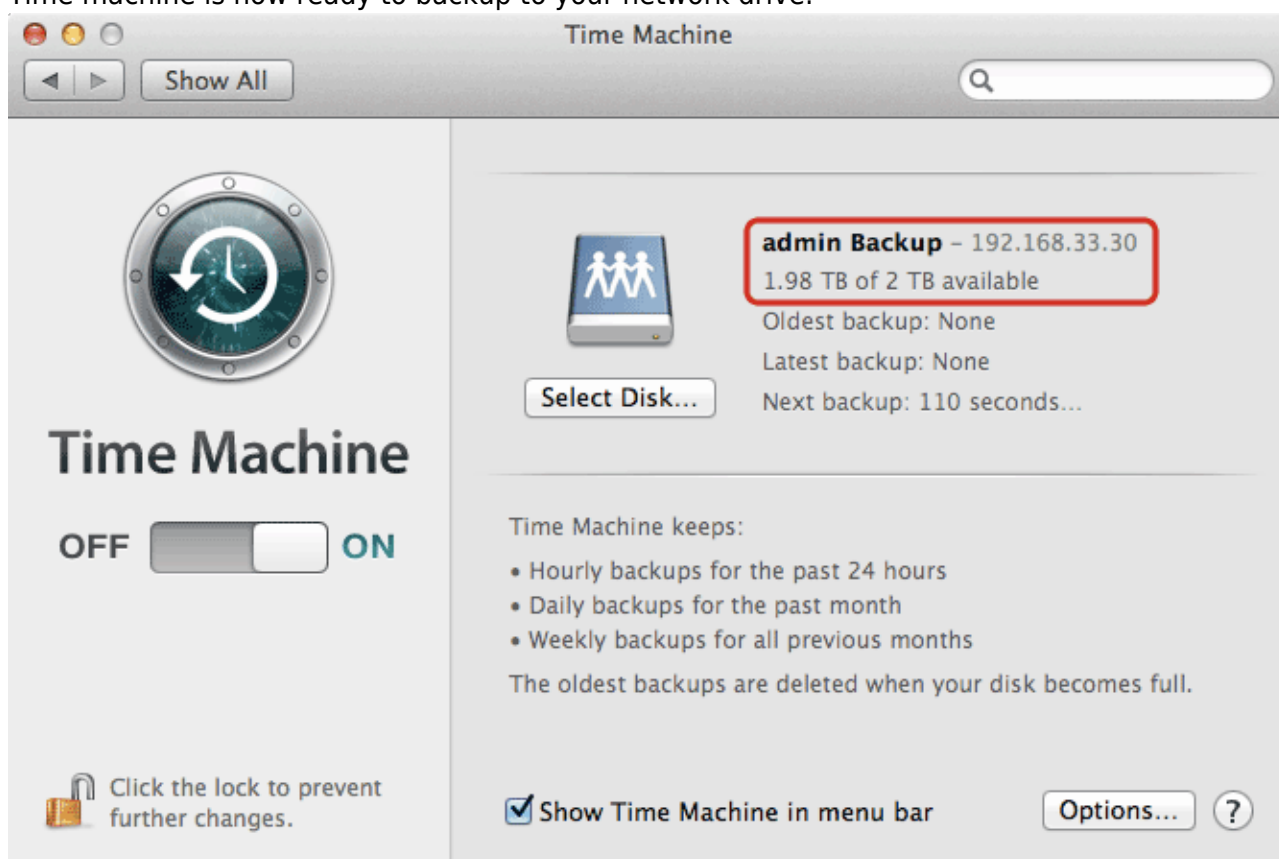 Time machine is now ready to backup to your network drive.
Time Machine
Show All
admin Backup – 192.168.33.30
1.98 TB of 2 TB available
Oldest backup: None
Latest backup: None
Select Disk...
Next backup: 110 seconds...
Time Machine
OFF ON
Time Machine keeps:
• Hourly backups for the past 24 hours
• Daily backups for the past month
• Weekly backups for all previous months
The oldest backups are deleted when your disk becomes full.
Click the lock to prevent
further changes.
Show Time Machine in menu bar
Options... ?